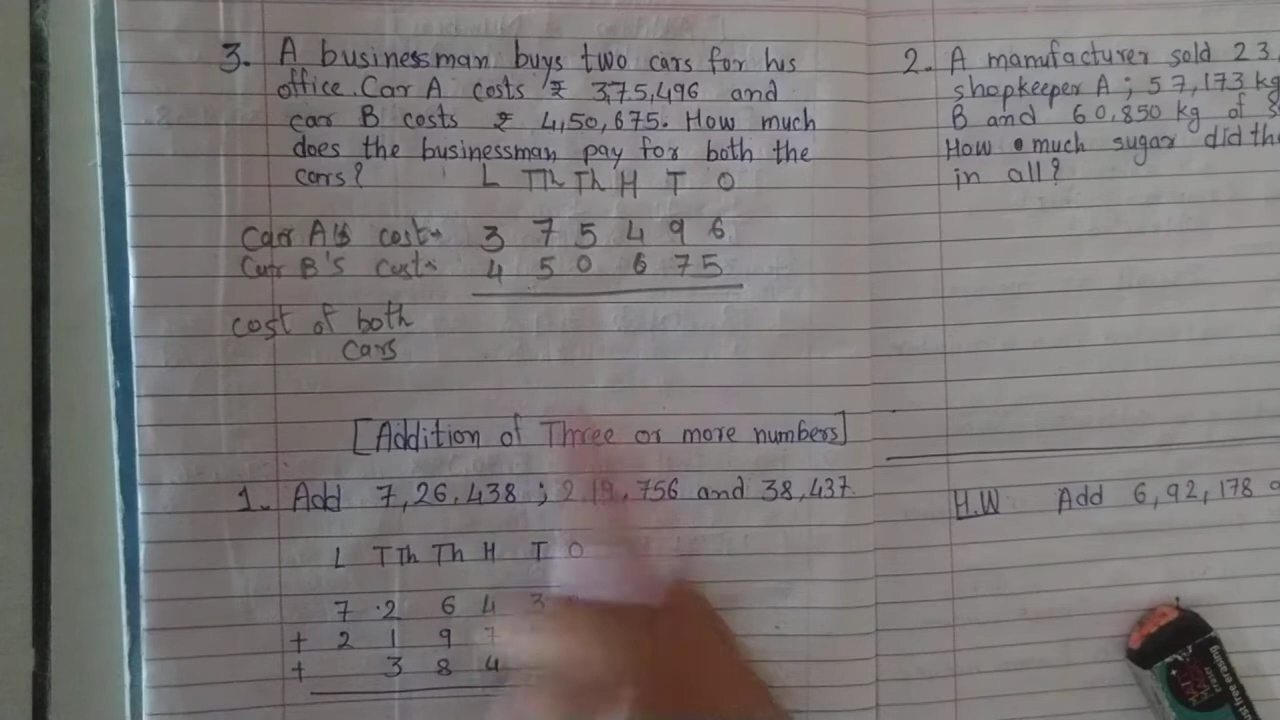 3. A businessman buys two cars for his
office. Car A costs ₹ 3,75,496 and
car B costs ₹ 4,50,675. How much
does the businessman pay for both the
cars?
L TTh Th H T O
Car A's cost→ 3 7 5 4 9 6
Car B's cost→ 4 5 0 6 7 5
cost of both
cars
[Addition of Three or more numbers]
1. Add 7,26,438 ; 2,19,756 and 38,437.
L TTh Th H T O
7 2 6 4 3
+ 2 1 9 7
+ 3 8 4
2. A manufacturer sold 23
shopkeeper A; 57,173 kg
B and 60,850 kg of
How much sugar did
in all?
H.W Add 6,92,178